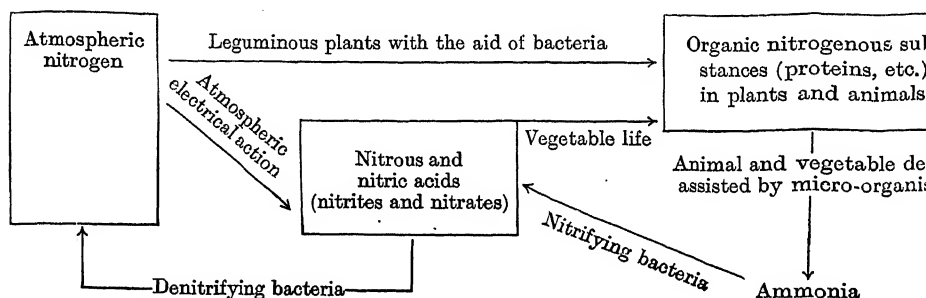 Atmospheric
nitrogen
Leguminous plants with the aid of bacteria
Organic nitrogenous sub
stances (proteins, etc.)
in plants and animals
Atmospheric
electrical action
Vegetable life
Nitrous and
nitric acids
(nitrites and nitrates)
Animal and vegetable de
assisted by micro-organis
Nitrifying bacteria
Denitrifying bacteria
Ammonia